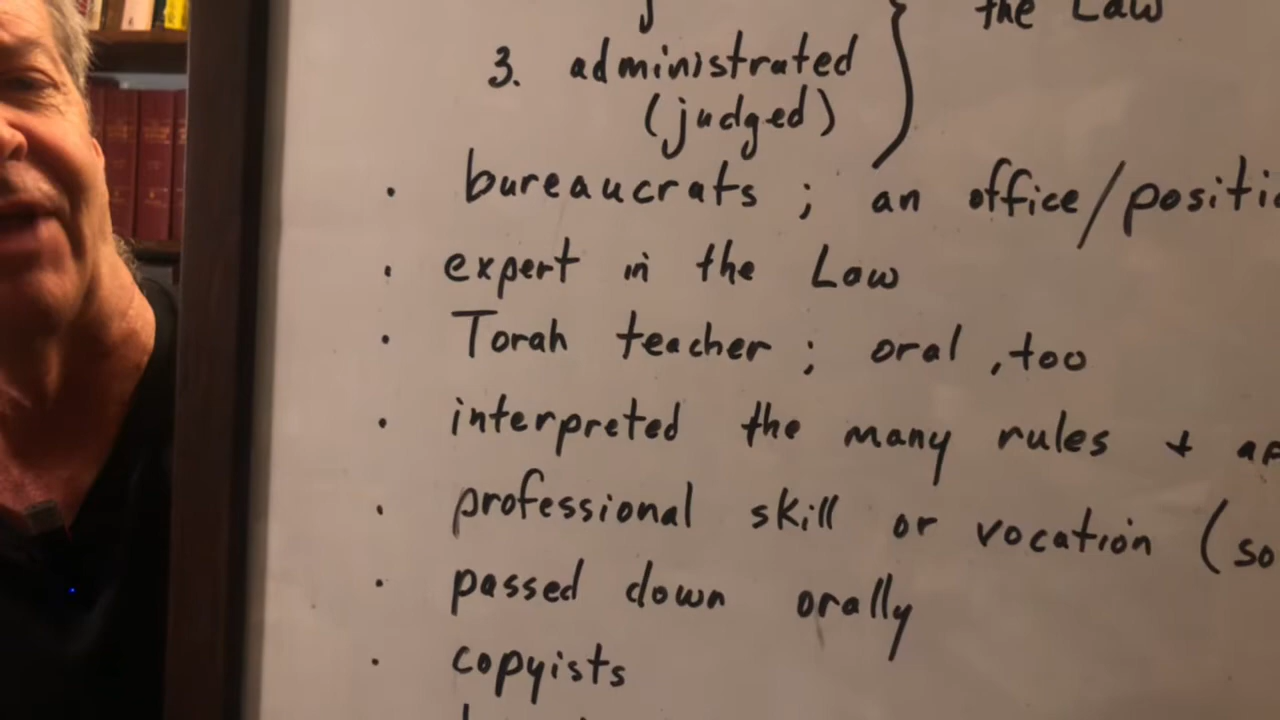 the Law
3. administrated
(judged)
• bureaucrats ; an office/positi
• expert in the Law
• Torah teacher ; oral , too
• interpreted the many rules +
• professional skill or vocation (so
• passed down orally
• copyists